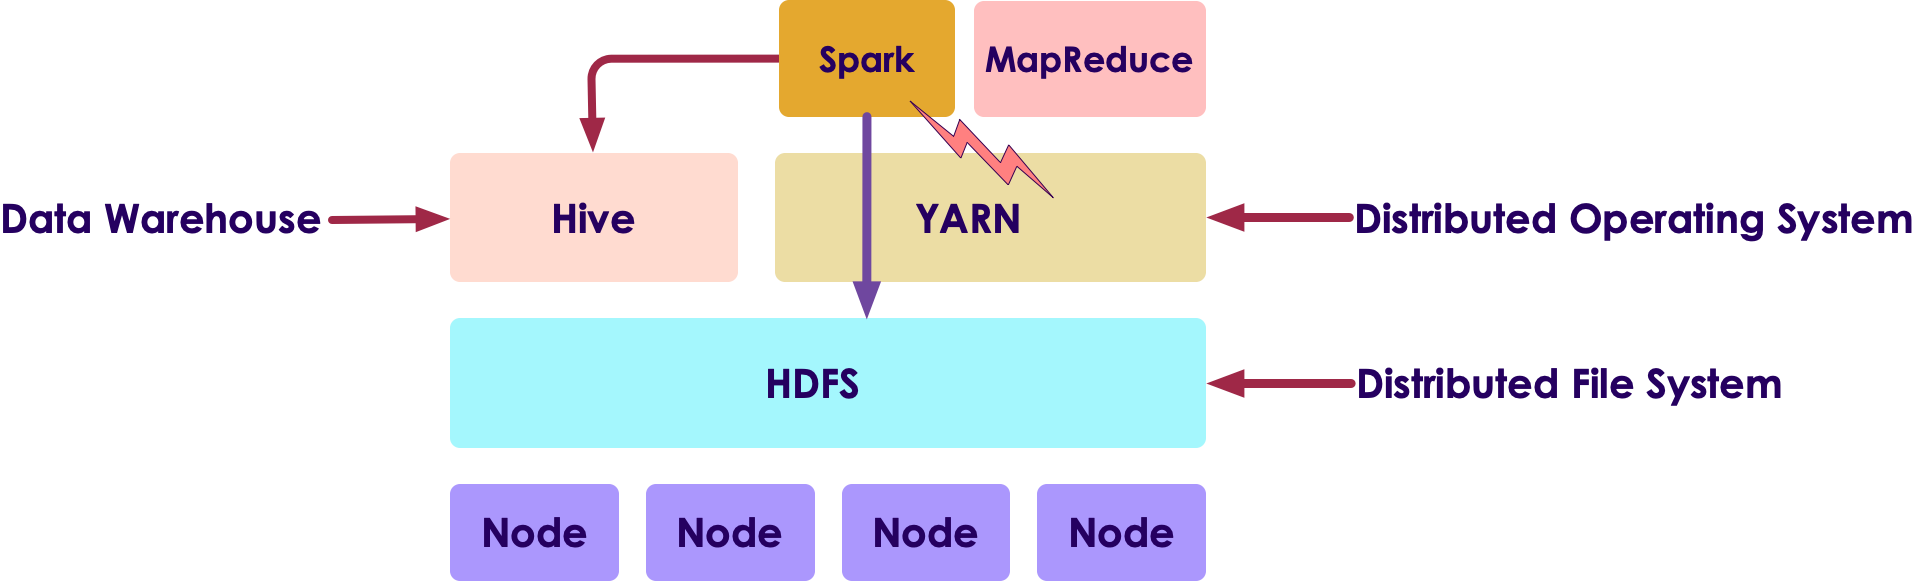 Spark
MapReduce
Data Warehouse
Hive
YARN
Distributed Operating System
HDFS
Distributed File System
Node
Node
Node
Node